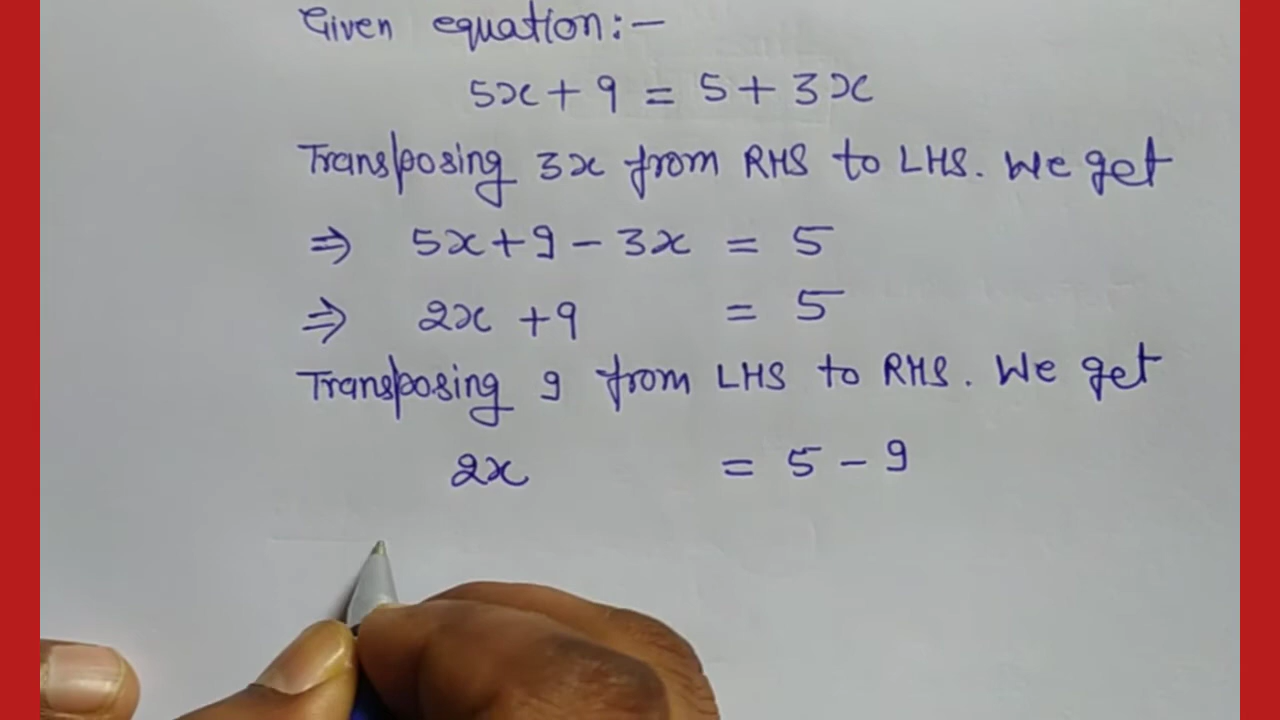 Given equation:-
5x + 9 = 5 + 3x
Transposing 3x from RHS to LHS. We get
⇒ 5x + 9 - 3x = 5
⇒ 2x + 9 = 5
Transposing 9 from LHS to RHS. We get
2x = 5 - 9